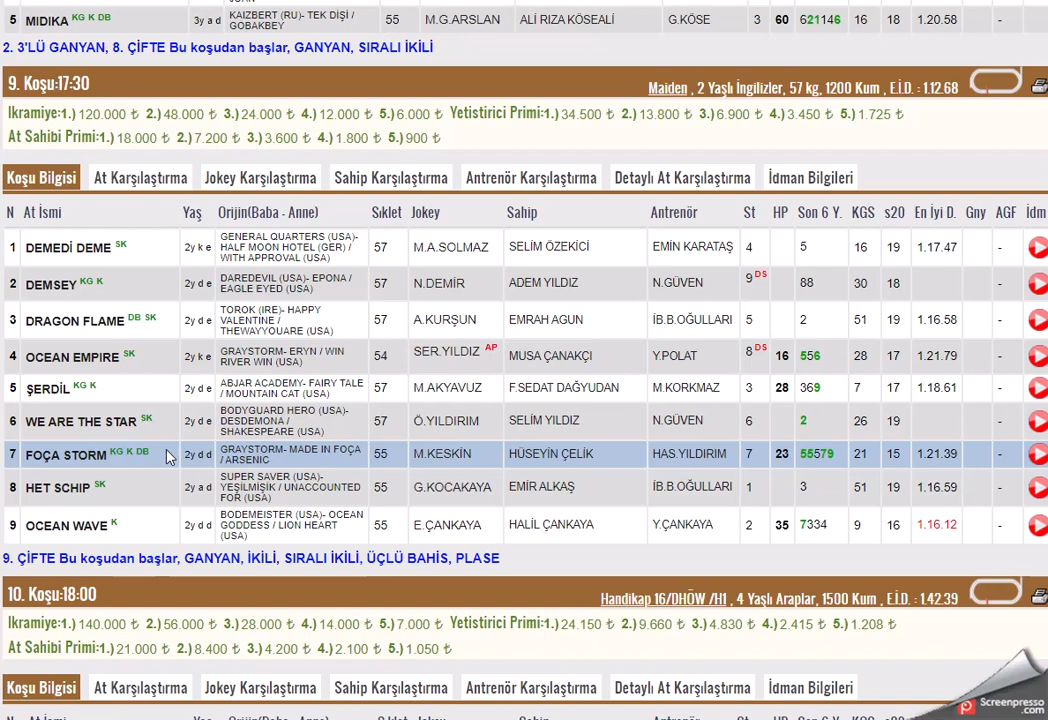 5 MIDIKA KG K DB 3y a d KAIZBERT (RU)- TEK DİŞİ / GOBAKBEY 55 M.G.ARSLAN ALİ RIZA KÖSEALİ G.KÖSE 3 60 621146 16 18 1.20.58 -
2. 3'LÜ GANYAN, 8. ÇİFTE Bu koşudan başlar, GANYAN, SIRALI İKİLİ
9. Koşu:17:30 Maiden , 2 Yaşlı İngilizler, 57 kg, 1200 Kum , E.İ.D. : 1.12.68
Ikramiye:1.) 120.000 ₺ 2.) 48.000 ₺ 3.) 24.000 ₺ 4.) 12.000 ₺ 5.) 6.000 ₺ Yetistirici Primi:1.) 34.500 ₺ 2.) 13.800 ₺ 3.) 6.900 ₺ 4.) 3.450 ₺ 5.) 1.725 ₺
At Sahibi Primi:1.) 18.000 ₺ 2.) 7.200 ₺ 3.) 3.600 ₺ 4.) 1.800 ₺ 5.) 900 ₺
Koşu Bilgisi At Karşılaştırma Jokey Karşılaştırma Sahip Karşılaştırma Antrenör Karşılaştırma Detaylı At Karşılaştırma İdman Bilgileri
N At İsmi Yaş Orijin(Baba - Anne) Sıklet Jokey Sahip Antrenör St HP Son 6 Y. KGS s20 En İyi D. Gny AGF İdm
1 DEMEDİ DEME SK 2y k e GENERAL QUARTERS (USA)- HALF MOON HOTEL (GER) / WITH APPROVAL (USA) 57 M.A.SOLMAZ SELİM ÖZEKİCİ EMİN KARATAŞ 4 5 16 19 1.17.47 -
2 DEMSEY KG K 2y d e DAREDEVIL (USA)- EPONA / EAGLE EYED (USA) 57 N.DEMİR ADEM YILDIZ N.GÜVEN 9 DS 88 30 18 -
3 DRAGON FLAME DB SK 2y d e TOROK (IRE)- HAPPY VALENTINE / THEWAYYOUARE (USA) 57 A.KURŞUN EMRAH AGUN İB.B.OĞULLARI 5 2 51 19 1.16.58 -
4 OCEAN EMPIRE SK 2y k e GRAYSTORM- ERYN / WIN RIVER WIN (USA) 54 SER.YILDIZ AP MUSA ÇANAKÇI Y.POLAT 8 DS 16 556 28 17 1.21.79 -
5 ŞERDİL KG K 2y d e ABJAR ACADEMY- FAIRY TALE / MOUNTAIN CAT (USA) 57 M.AKYAVUZ F.SEDAT DAĞYUDAN M.KORKMAZ 3 28 369 7 17 1.18.61 -
6 WE ARE THE STAR SK 2y d e BODYGUARD HERO (USA)- DESDEMONA / SHAKESPEARE (USA) 57 Ö.YILDIRIM SELİM YILDIZ N.GÜVEN 6 2 26 19 -
7 FOÇA STORM KG K DB 2y d d GRAYSTORM- MADE IN FOÇA / ARSENIC 55 M.KESKİN HÜSEYİN ÇELİK HAS.YILDIRIM 7 23 55579 21 15 1.21.39 -
8 HET SCHIP SK 2y a d SUPER SAVER (USA)- YEŞİLMIŞIK / UNACCOUNTED FOR (USA) 55 G.KOCAKAYA EMİR ALKAŞ İB.B.OĞULLARI 1 3 51 19 1.16.59 -
9 OCEAN WAVE K 2y d d BODEMEISTER (USA)- OCEAN GODDESS / LION HEART (USA) 55 E.ÇANKAYA HALİL ÇANKAYA Y.ÇANKAYA 2 35 7334 9 16 1.16.12 -
9. ÇİFTE Bu koşudan başlar, GANYAN, İKİLİ, SIRALI İKİLİ, ÜÇLÜ BAHİS, PLASE
10. Koşu:18:00 Handikap 16/DHÖW /H1 , 4 Yaşlı Araplar, 1500 Kum , E.İ.D. : 1.42.39
Ikramiye:1.) 140.000 ₺ 2.) 56.000 ₺ 3.) 28.000 ₺ 4.) 14.000 ₺ 5.) 7.000 ₺ Yetistirici Primi:1.) 24.150 ₺ 2.) 9.660 ₺ 3.) 4.830 ₺ 4.) 2.415 ₺ 5.) 1.208 ₺
At Sahibi Primi:1.) 21.000 ₺ 2.) 8.400 ₺ 3.) 4.200 ₺ 4.) 2.100 ₺ 5.) 1.050 ₺
Koşu Bilgisi At Karşılaştırma Jokey Karşılaştırma Sahip Karşılaştırma Antrenör Karşılaştırma Detaylı At Karşılaştırma İdman Bilgileri
Screenpresso.com